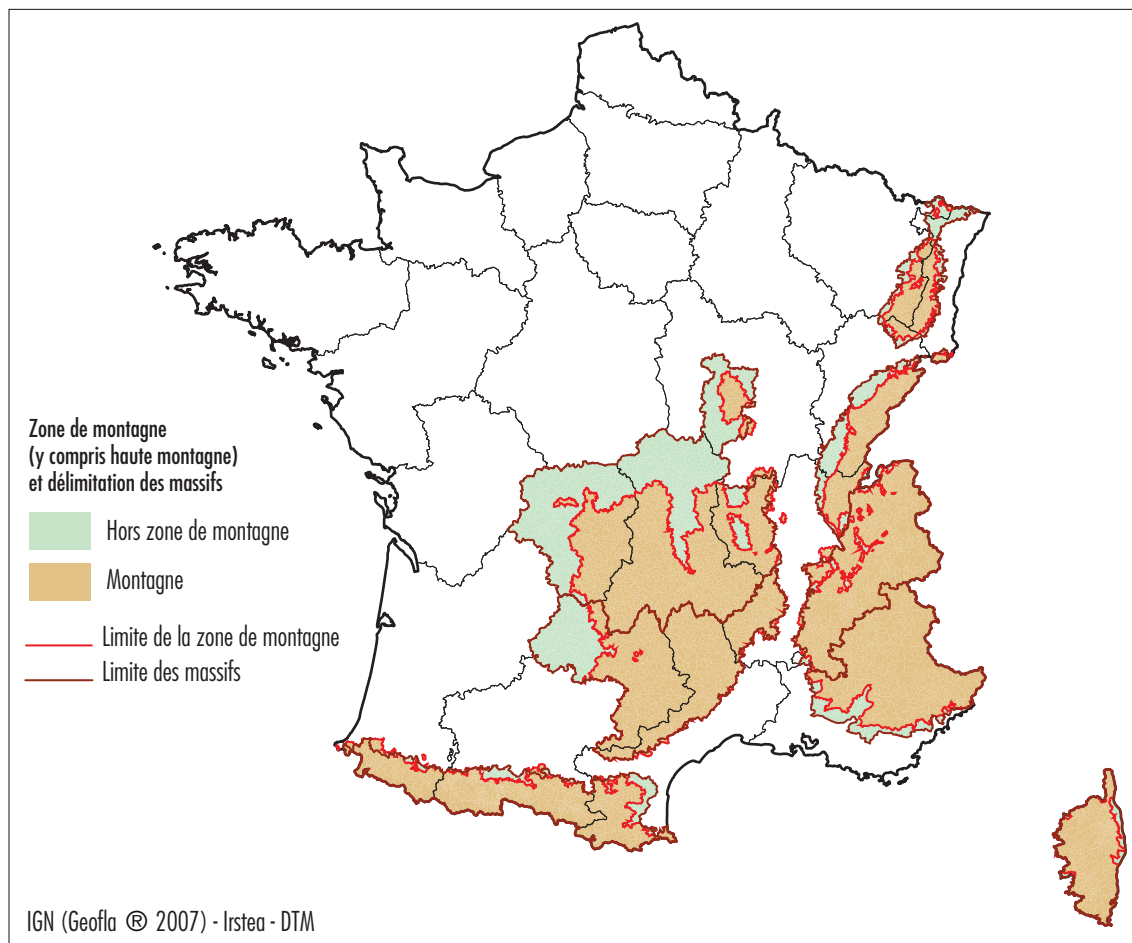 Zone de montagne
(y compris haute montagne)
et délimitation des massifs
Hors zone de montagne
Montagne
Limite de la zone de montagne
Limite des massifs
IGN (Geofla ® 2007) - Irstea - DTM